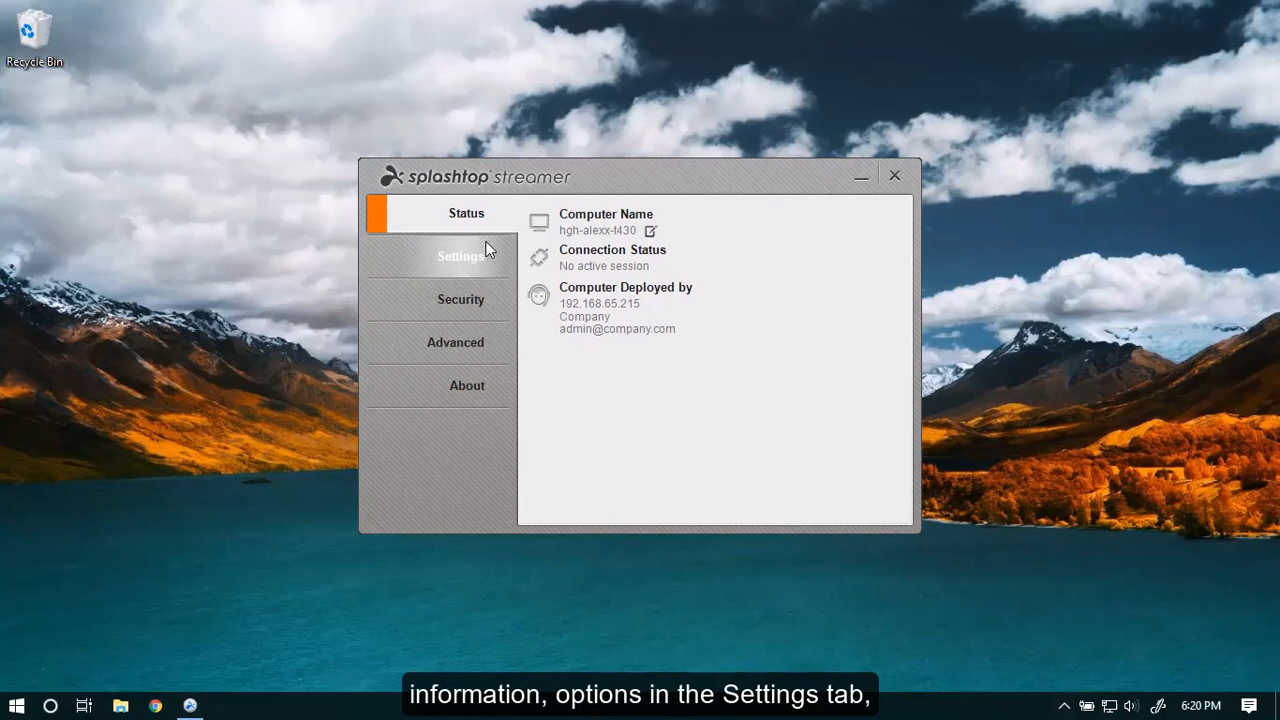 Recycle Bin
splashtop streamer
Status
Settings
Security
Advanced
About
Computer Name
hgh-alexx-t430
Connection Status
No active session
Computer Deployed by
192.168.65.215
Company
admin@company.com
information, options in the Settings tab,
6:20 PM